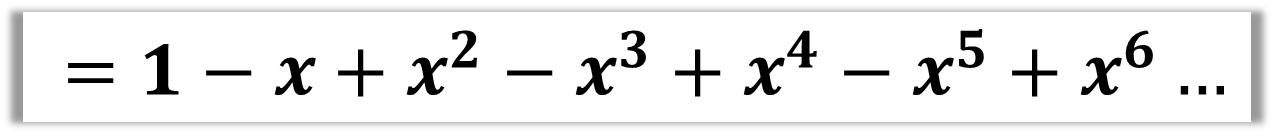 = 1 − x + x² − x³ + x⁴ − x⁵ + x⁶ ...